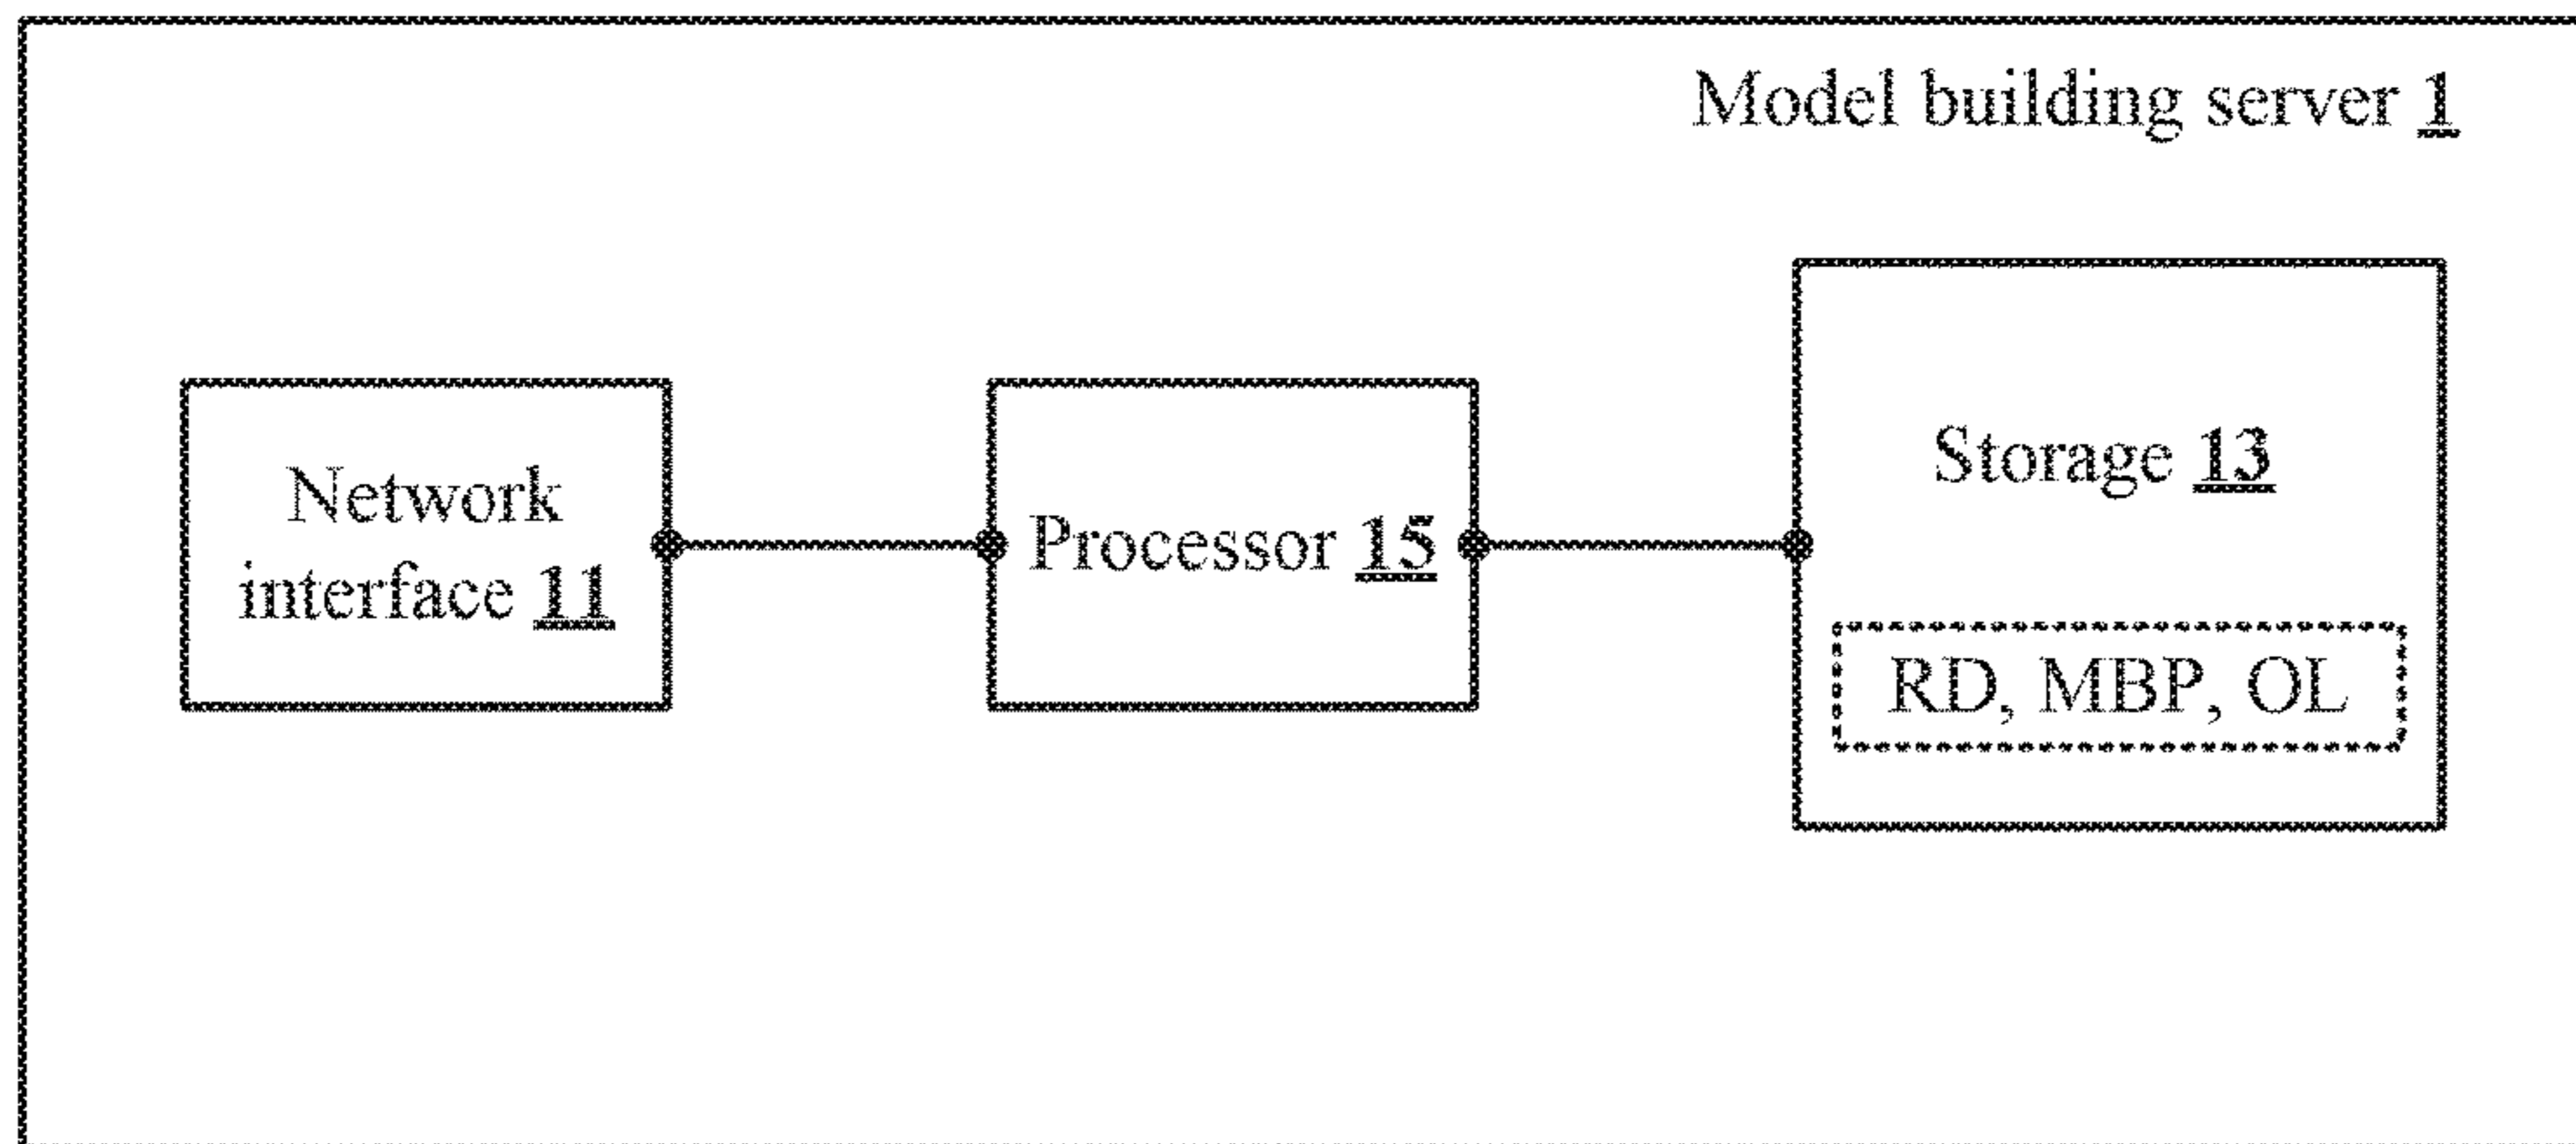 Model building server 1
Network
interface 11
Processor 15
Storage 13
RD, MBP, OL